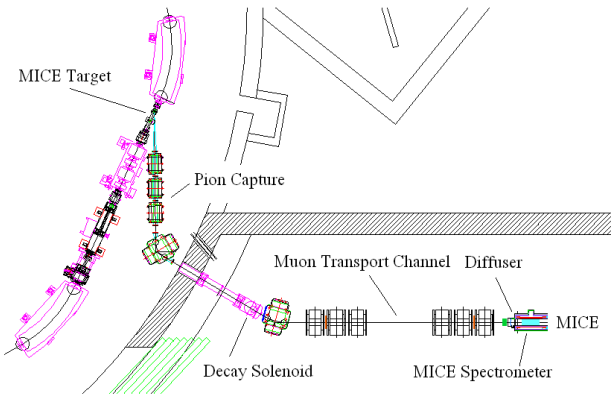 MICE Target
Pion Capture
Muon Transport Channel
Diffuser
MICE
Decay Solenoid
MICE Spectrometer